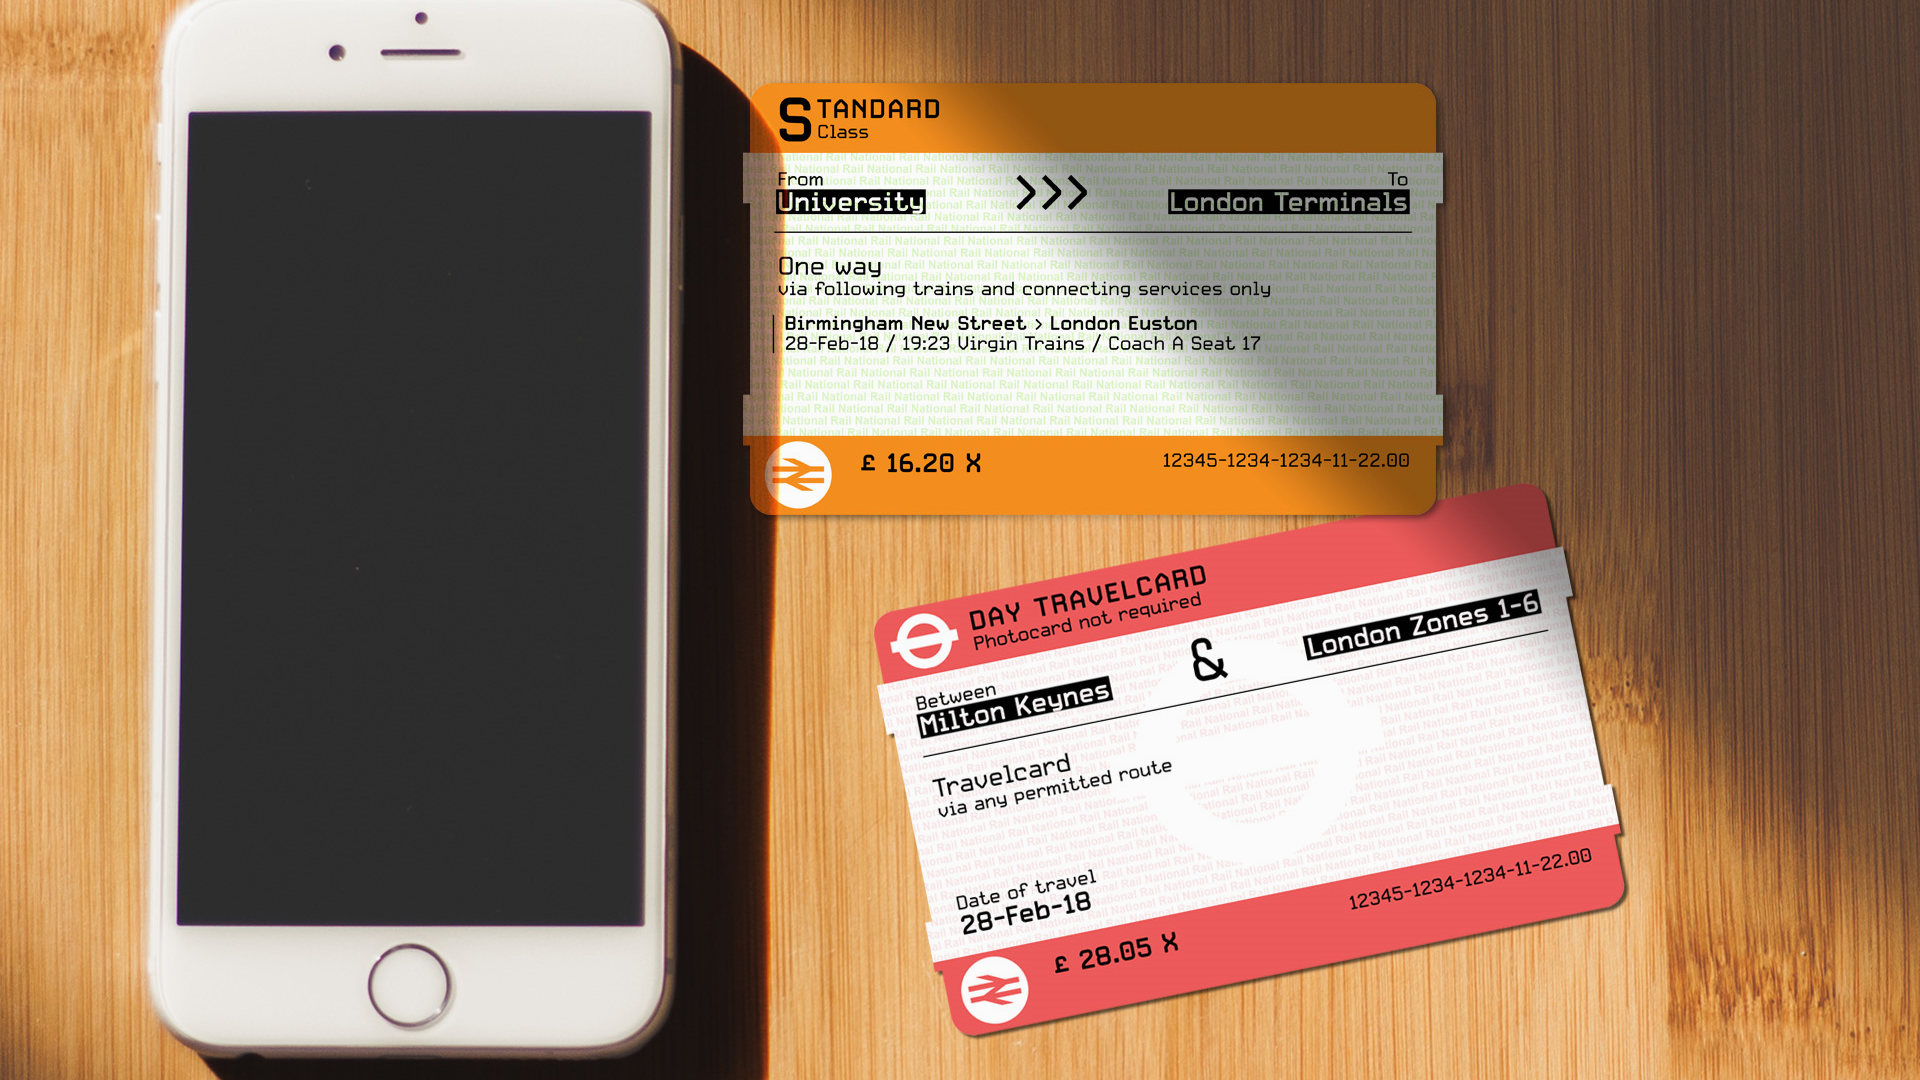 STANDARD
Class
From
To
University
>>>
London Terminals
One way
via following trains and connecting services only
Birmingham New Street > London Euston
28-Feb-18 / 19:23 Virgin Trains / Coach A Seat 17
£ 16.20 X
12345-1234-1234-11-22.00
DAY TRAVELCARD
Photocard not required
Between
Milton Keynes
&
London Zones 1-6
Travelcard
via any permitted route
Date of travel
28-Feb-18
£ 28.05 X
12345-1234-1234-11-22.00